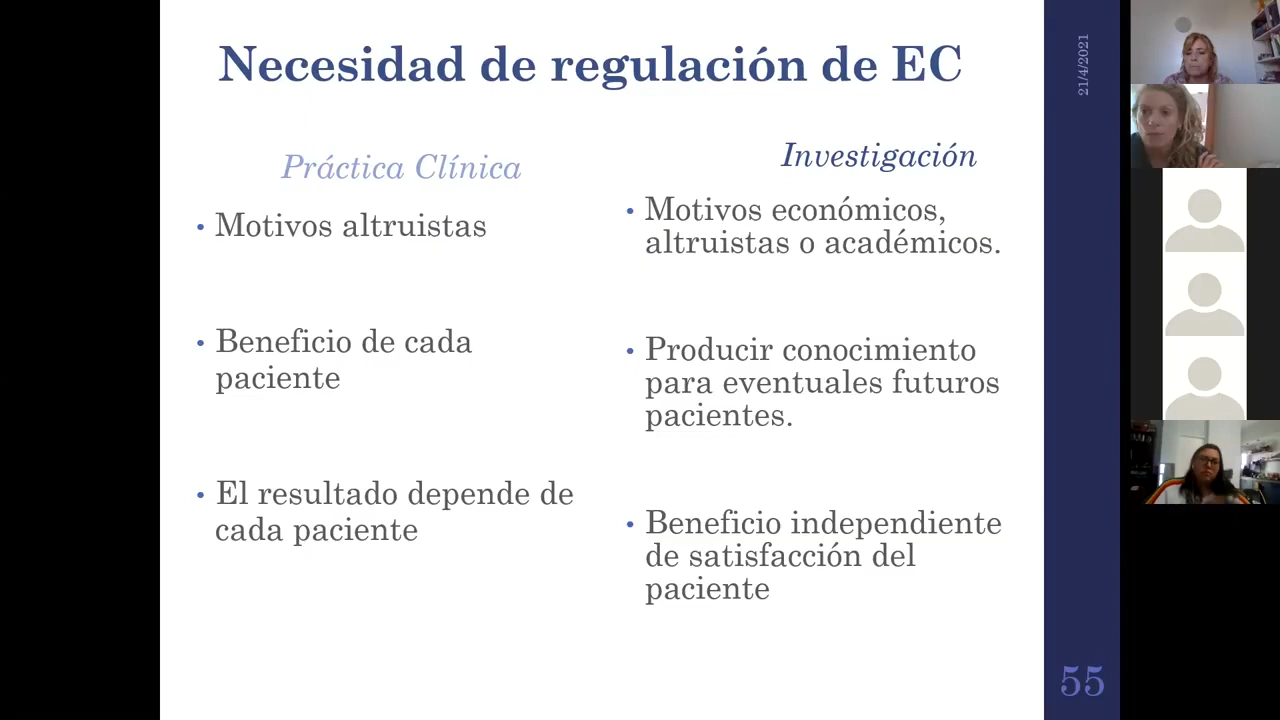 Necesidad de regulación de EC
Práctica Clínica
• Motivos altruistas
• Beneficio de cada
paciente
• El resultado depende de
cada paciente
Investigación
• Motivos económicos,
altruistas o académicos.
• Producir conocimiento
para eventuales futuros
pacientes.
• Beneficio independiente
de satisfacción del
paciente
21/4/2021
55